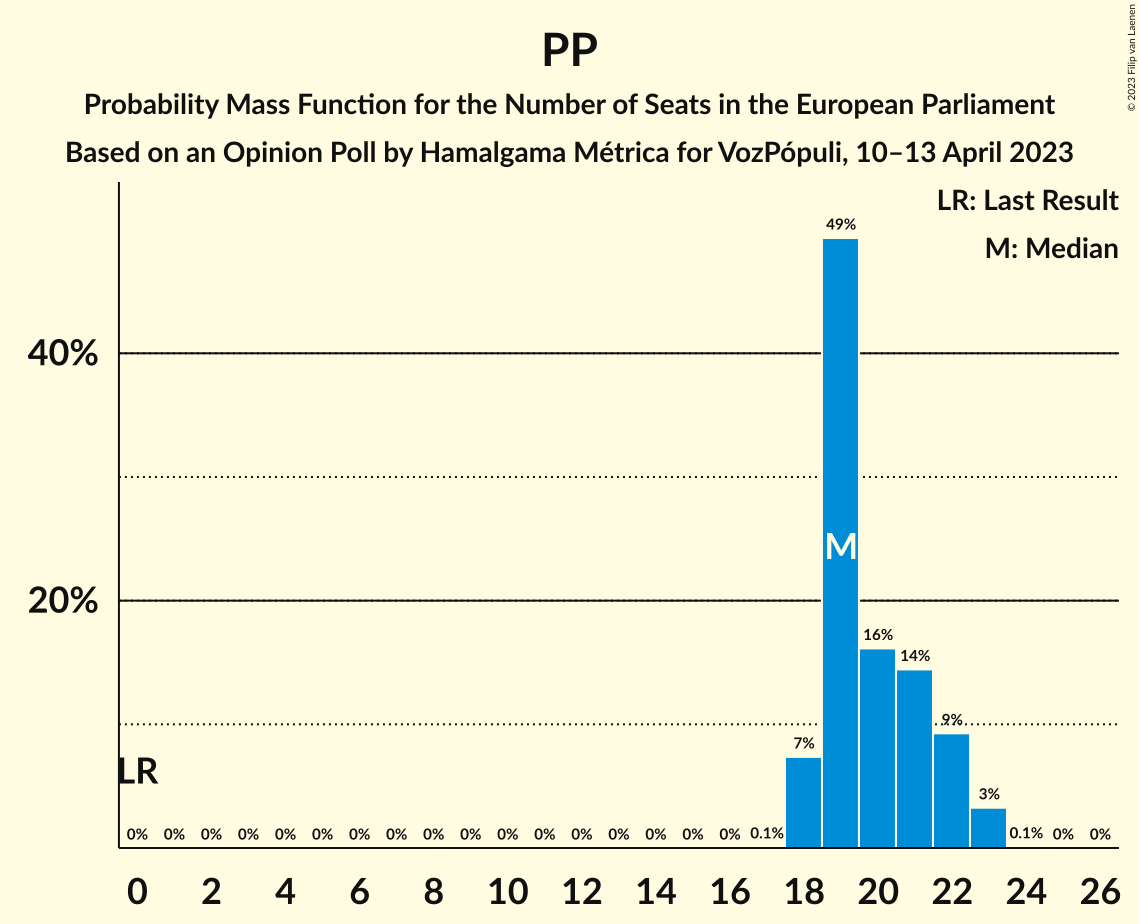 PP
Probability Mass Function for the Number of Seats in the European Parliament
Based on an Opinion Poll by Hamalgama Métrica for VozPópuli, 10–13 April 2023
© 2023 Filip van Laenen
LR: Last Result
M: Median
49%
40%
M
20%
16%
14%
9%
7%
LR
3%
0% 0% 0% 0% 0% 0% 0% 0% 0% 0% 0% 0% 0% 0% 0% 0% 0% 0.1% 0.1% 0% 0%
0 2 4 6 8 10 12 14 16 18 20 22 24 26